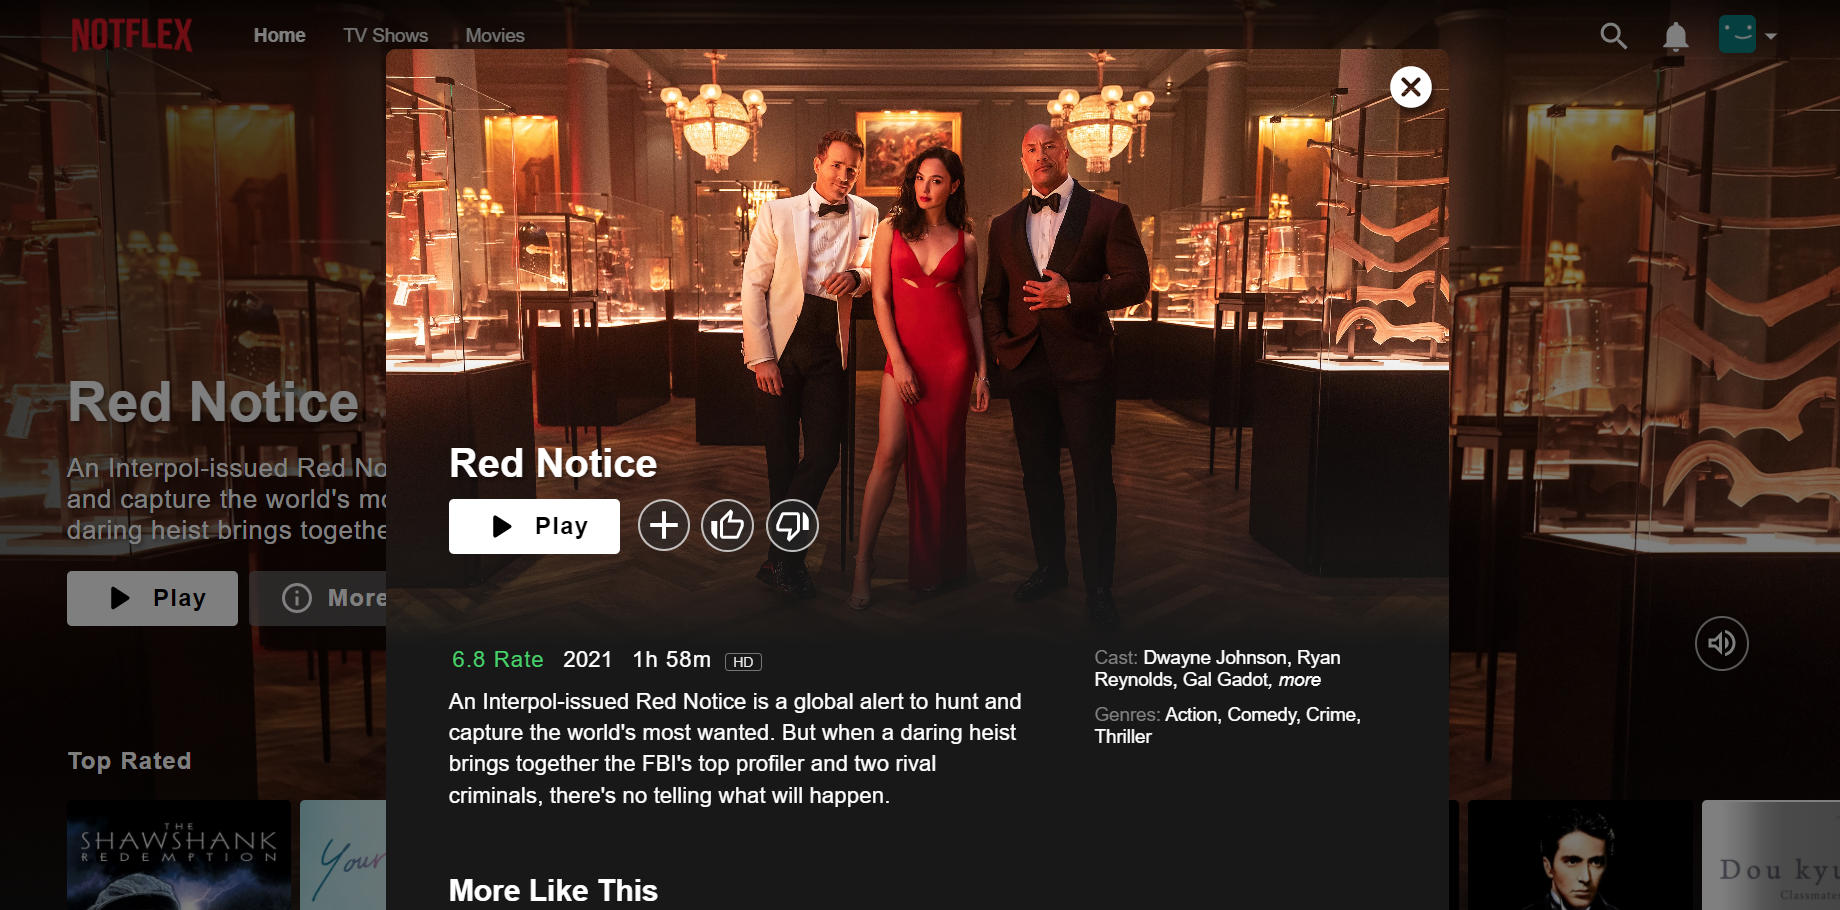 NOTFLEX
Home
TV Shows
Movies
Red Notice
An Interpol-issued Red No
and capture the world's mo
daring heist brings togethe
Play
More
Red Notice
Play
6.8 Rate 2021 1h 58m HD
An Interpol-issued Red Notice is a global alert to hunt and
capture the world's most wanted. But when a daring heist
brings together the FBI's top profiler and two rival
criminals, there's no telling what will happen.
Cast: Dwayne Johnson, Ryan
Reynolds, Gal Gadot, more
Genres: Action, Comedy, Crime,
Thriller
Top Rated
THE
SHAWSHANK
REDEMPTION
Your
Dou kyu
Classmate
More Like This